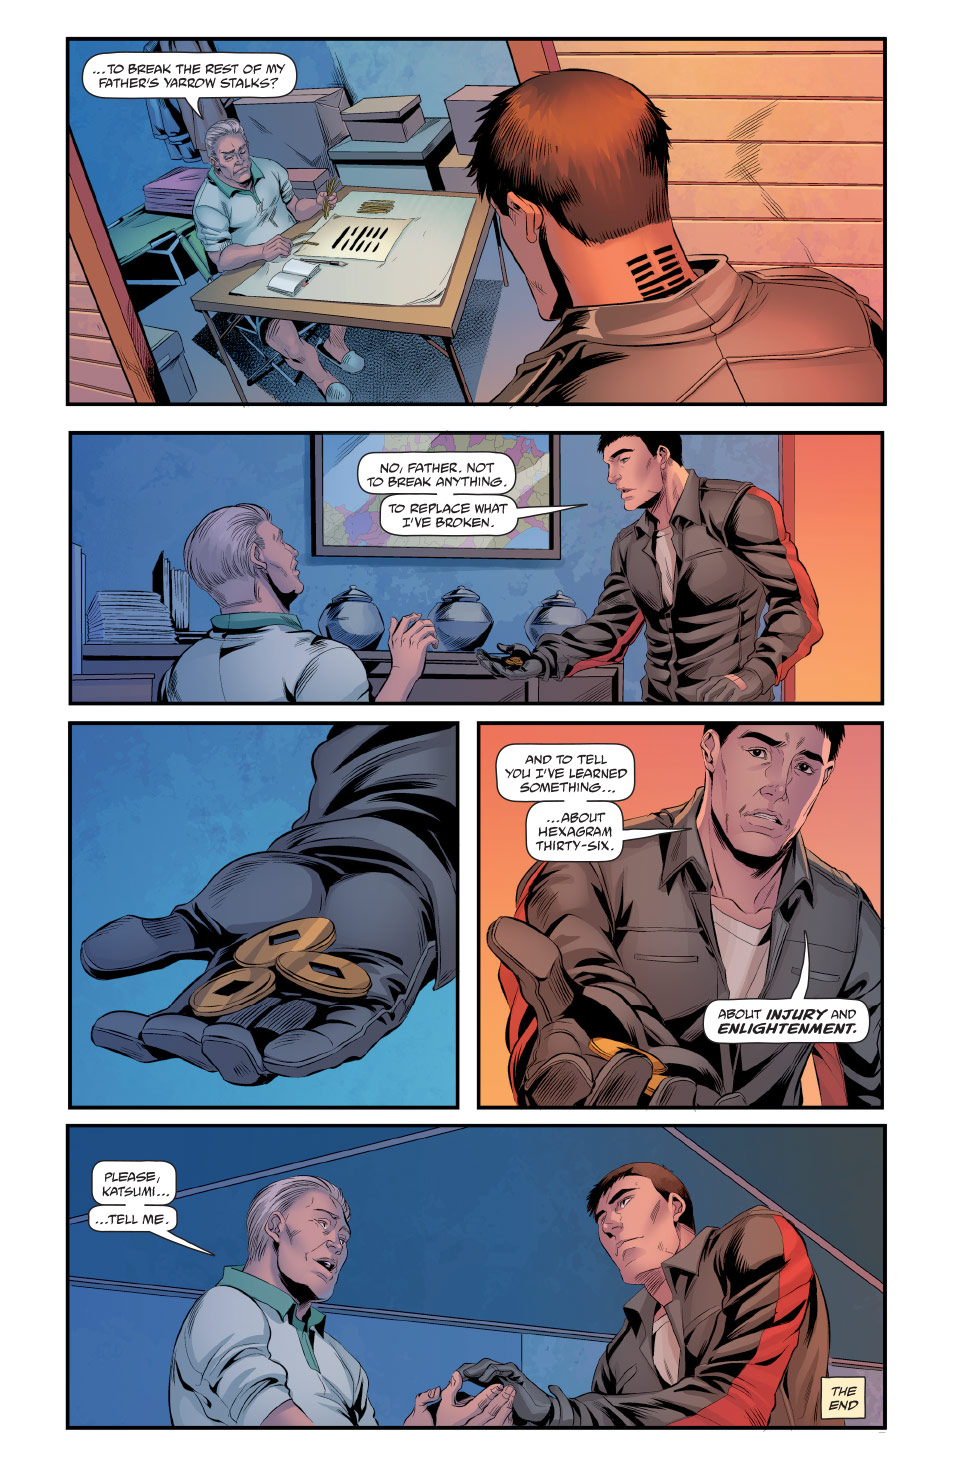 ...TO BREAK THE REST OF MY
FATHER'S YARROW STALKS?
NO, FATHER. NOT
TO BREAK ANYTHING.
TO REPLACE WHAT
I'VE BROKEN.
AND TO TELL
YOU I'VE LEARNED
SOMETHING...
...ABOUT
HEXAGRAM
THIRTY-SIX.
ABOUT INJURY AND
ENLIGHTENMENT.
PLEASE,
KATSUMI...
...TELL ME.
THE
END